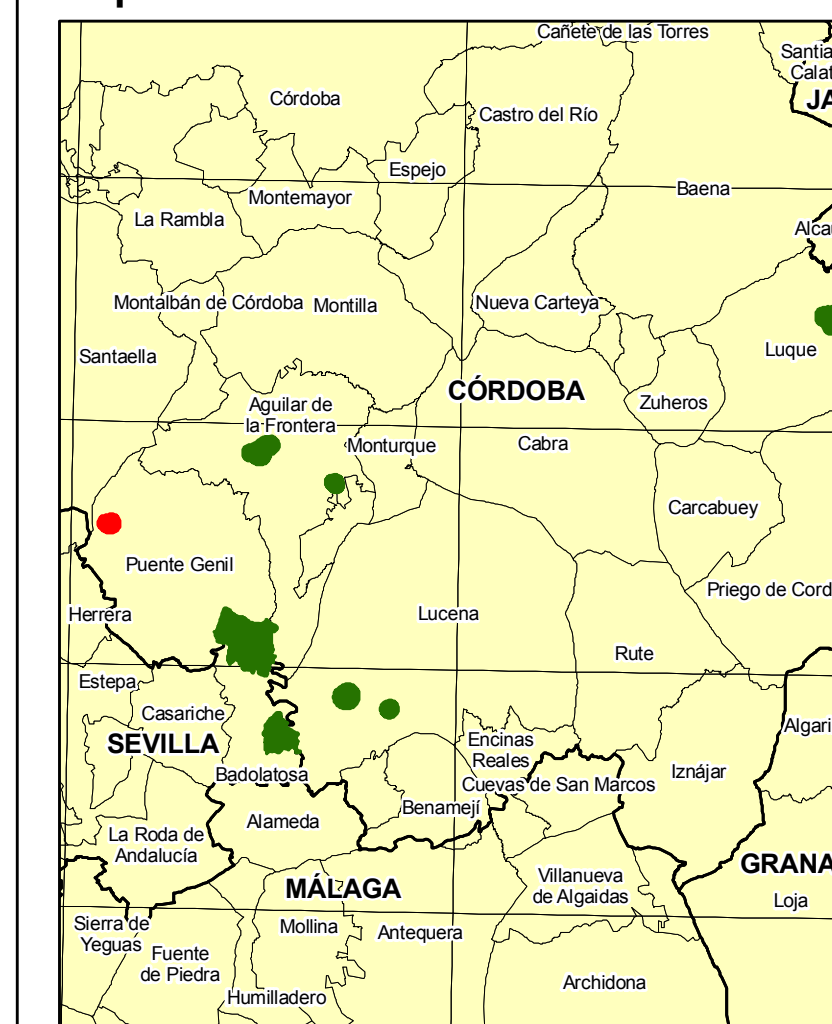 Cañete de las Torres
Santia
Calat
JA
Córdoba
Castro del Río
Espejo
Baena
Montemayor
La Rambla
Alca
Montalbán de Córdoba
Montilla
Nueva Carteya
Luque
Santaella
CÓRDOBA
Zuheros
Aguilar de
la Frontera
Monturque
Cabra
Carcabuey
Puente Genil
Priego de Cord
Herrera
Lucena
Rute
Estepa
Casariche
Algari
SEVILLA
Encinas
Reales
Iznájar
Badolatosa
Cuevas de San Marcos
Benamejí
Alameda
La Roda de
Andalucía
GRANA
MÁLAGA
Villanueva
de Algaidas
Loja
Sierra de
Yeguas
Mollina
Antequera
Fuente
de Piedra
Archidona
Humilladero